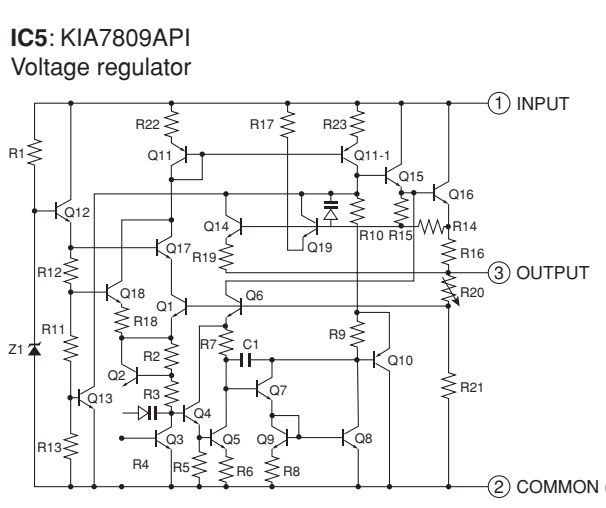 IC5: KIA7809API
Voltage regulator
1 INPUT
R22 R17 R23
R1 Q11 Q11-1 Q15
Q16
Q12
Q14 Q19 R10 R15 R14
Q17 R19 R16
R12 3 OUTPUT
Q18 Q1 Q6 R20
R18
R11 R7 C1 R9
Z1 R2 Q10
Q2 R3 Q7 R21
Q13 Q4
Q3 Q5 Q9 Q8
R13 R4 R5 R6 R8
2 COMMON (